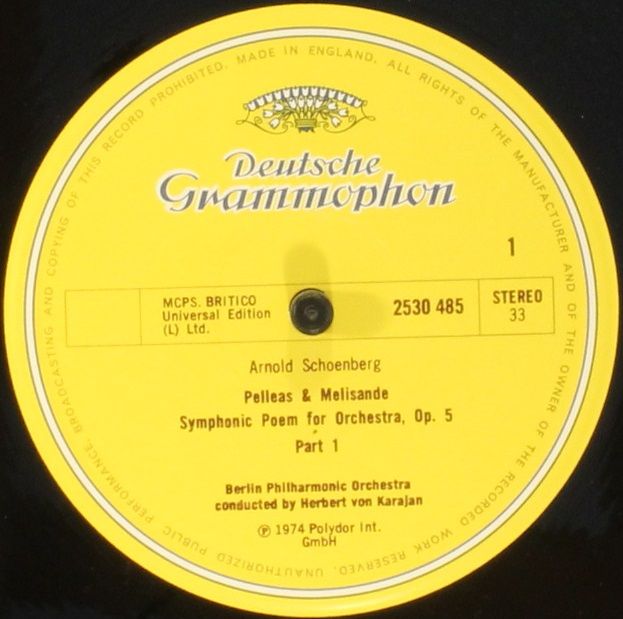 MADE IN ENGLAND. ALL RIGHTS OF THE MANUFACTURER AND OF THE OWNER OF THE RECORDED WORK RESERVED. UNAUTHORIZED PUBLIC PERFORMANCE, BROADCASTING AND COPYING OF THIS RECORD PROHIBITED.
Deutsche
Grammophon
1
MCPS. BRITICO
Universal Edition
(L) Ltd.
2530 485
STEREO
33
Arnold Schoenberg
Pelleas & Melisande
Symphonic Poem for Orchestra, Op. 5
Part 1
Berlin Philharmonic Orchestra
conducted by Herbert von Karajan
℗ 1974 Polydor Int.
GmbH